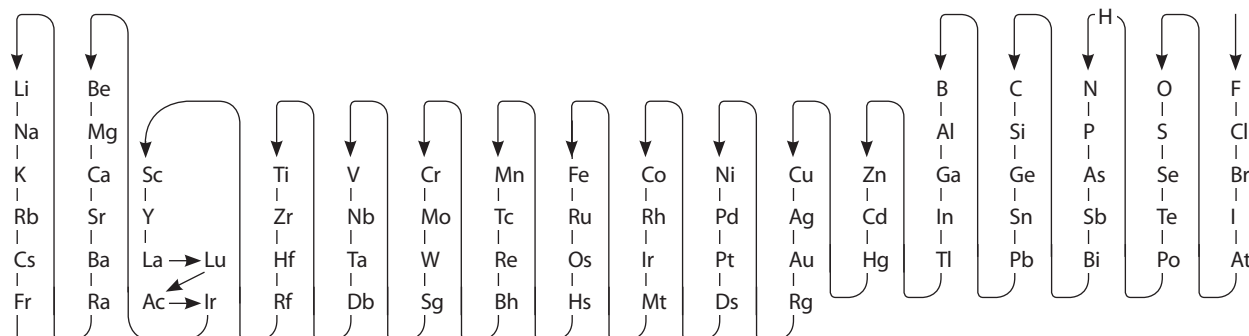 H
Li Be B C N O F
Na Mg Al Si P S Cl
K Ca Sc Ti V Cr Mn Fe Co Ni Cu Zn Ga Ge As Se Br
Rb Sr Y Zr Nb Mo Tc Ru Rh Pd Ag Cd In Sn Sb Te I
Cs Ba La Lu Hf Ta W Re Os Ir Pt Au Hg Tl Pb Bi Po At
Fr Ra Ac Ir Rf Db Sg Bh Hs Mt Ds Rg